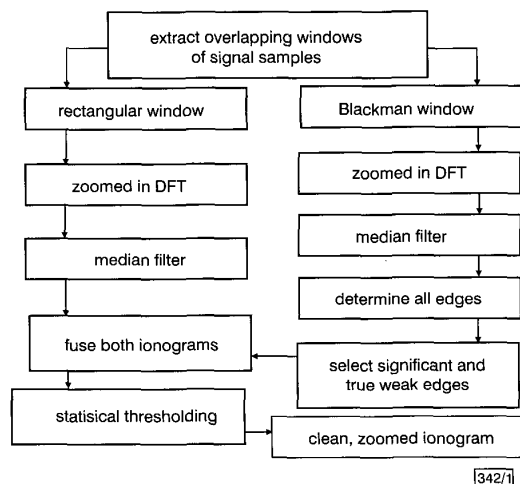 extract overlapping windows
of signal samples
rectangular window
Blackman window
zoomed in DFT
zoomed in DFT
median filter
median filter
determine all edges
fuse both ionograms
select significant and
true weak edges
statisical thresholding
clean, zoomed ionogram
342/1